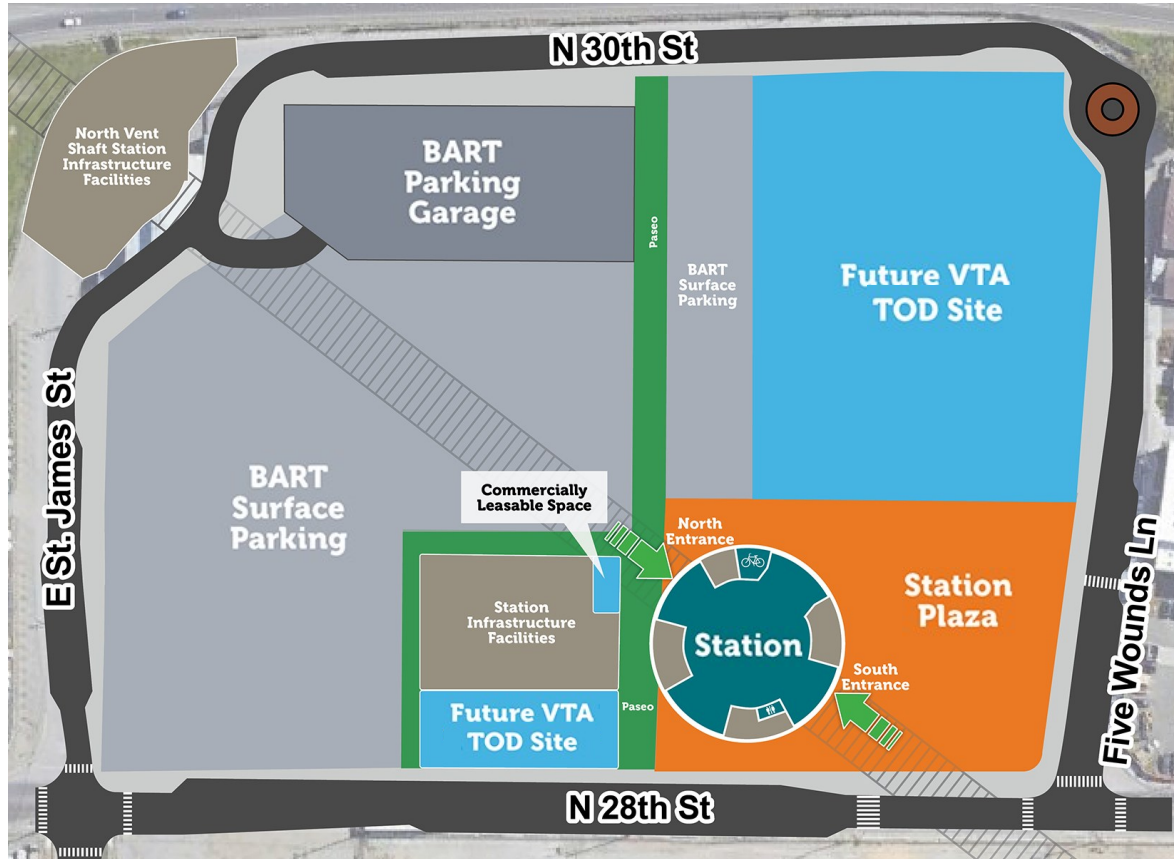 N 30th St
North Vent
Shaft Station
Infrastructure
Facilities
BART
Parking
Garage
Paseo
BART
Surface
Parking
Future VTA
TOD Site
E St. James St
BART
Surface
Parking
Commercially
Leasable Space
North
Entrance
Station
Infrastructure
Facilities
Station
Plaza
Station
South
Entrance
Future VTA
TOD Site
Paseo
Five Wounds Ln
N 28th St